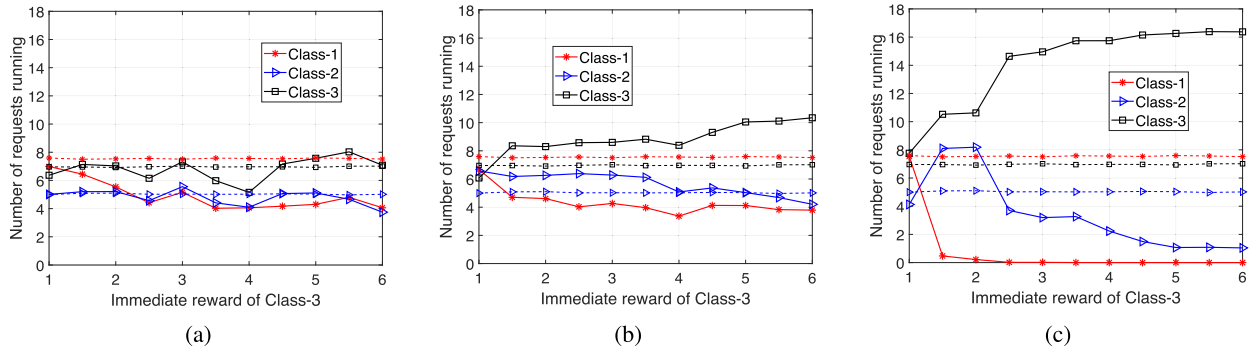 Number of requests running
18
16
14
12
10
8
6
4
2
0
1
2
3
4
5
6
Immediate reward of Class-3
Class-1
Class-2
Class-3
(a)
Number of requests running
18
16
14
12
10
8
6
4
2
0
1
2
3
4
5
6
Immediate reward of Class-3
Class-1
Class-2
Class-3
(b)
Number of requests running
18
16
14
12
10
8
6
4
2
0
1
2
3
4
5
6
Immediate reward of Class-3
Class-1
Class-2
Class-3
(c)